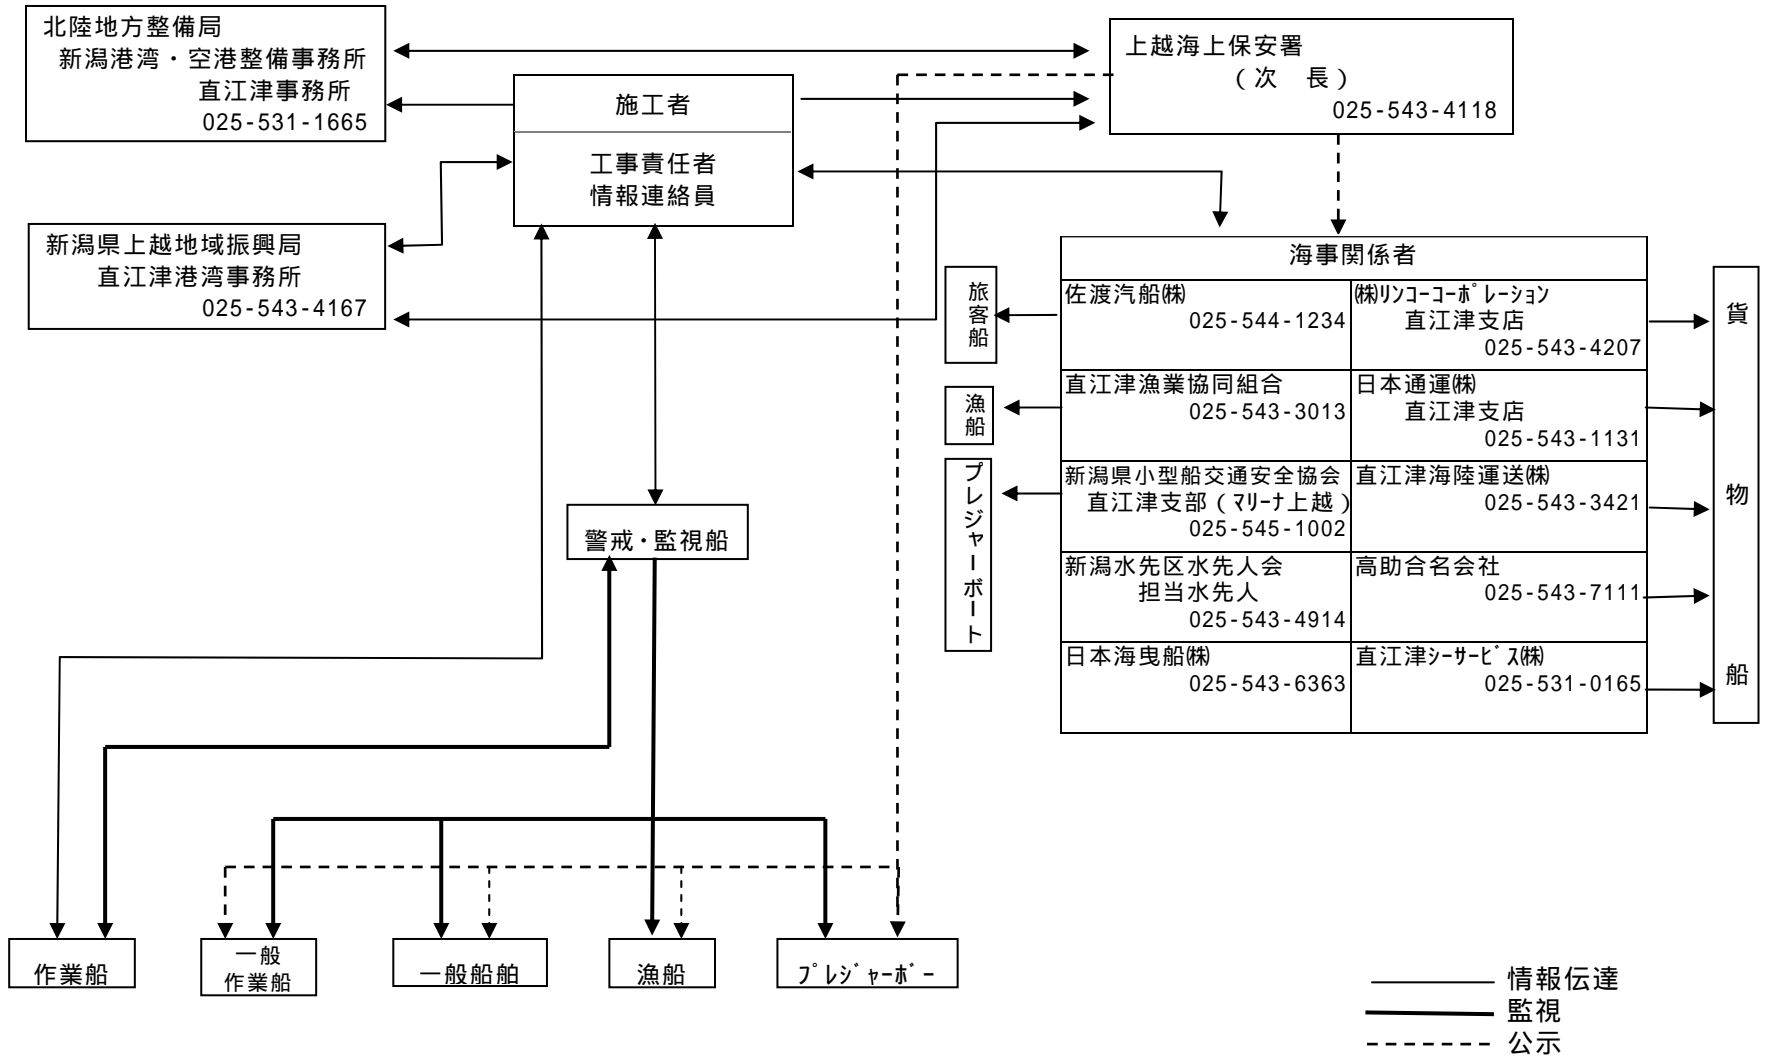 北陸地方整備局
新潟港湾・空港整備事務所
直江津事務所
025-531-1665
施工者
工事責任者
情報連絡員
上越海上保安署
（次　長）
025-543-4118
新潟県上越地域振興局
直江津港湾事務所
025-543-4167
海事関係者
佐渡汽船㈱
025-544-1234
㈱ﾘﾝｺｰｺｰﾎﾟﾚｰｼｮﾝ
直江津支店
025-543-4207
直江津漁業協同組合
025-543-3013
日本通運㈱
直江津支店
025-543-1131
新潟県小型船交通安全協会
直江津支部（ﾏﾘｰﾅ上越）
025-545-1002
直江津海陸運送㈱
025-543-3421
新潟水先区水先人会
担当水先人
025-543-4914
高助合名会社
025-543-7111
日本海曳船㈱
025-543-6363
直江津ｼｰｻｰﾋﾞｽ㈱
025-531-0165
旅客船
漁船
プレジャーボート
貨物船
警戒・監視船
作業船
一般
作業船
一般船舶
漁船
ﾌﾟﾚｼﾞｬｰﾎﾞｰ
情報伝達
監視
公示